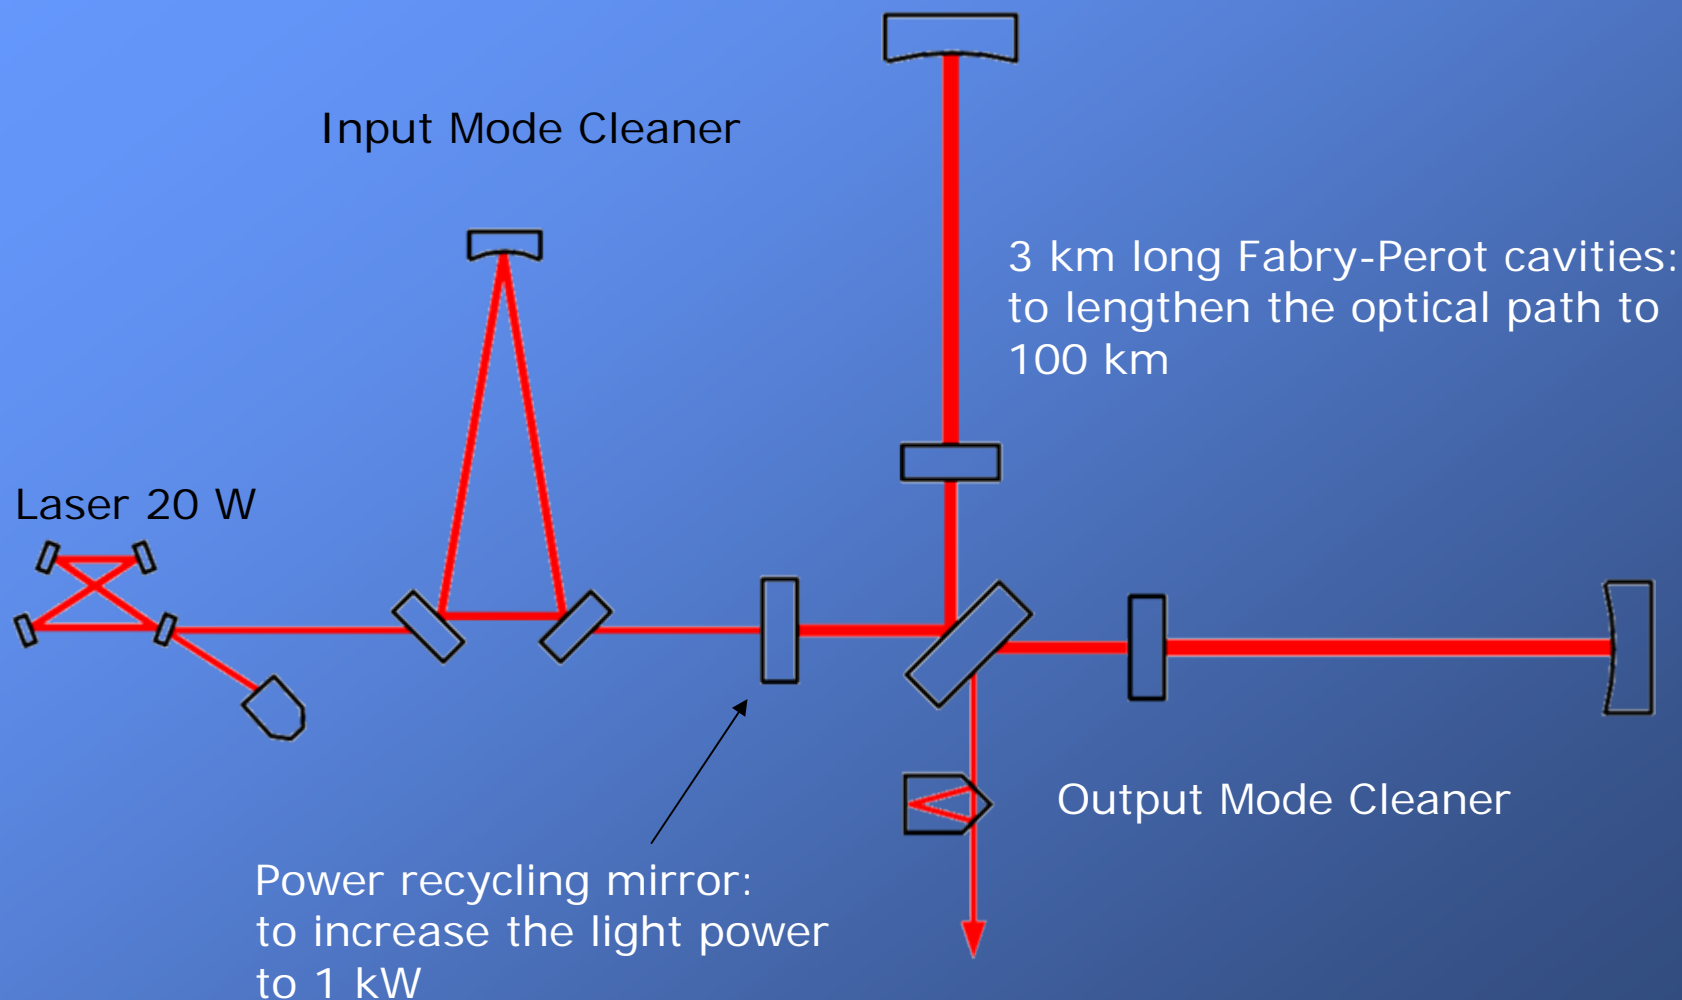 Input Mode Cleaner
3 km long Fabry-Perot cavities:
to lengthen the optical path to
100 km
Laser 20 W
Output Mode Cleaner
Power recycling mirror:
to increase the light power
to 1 kW